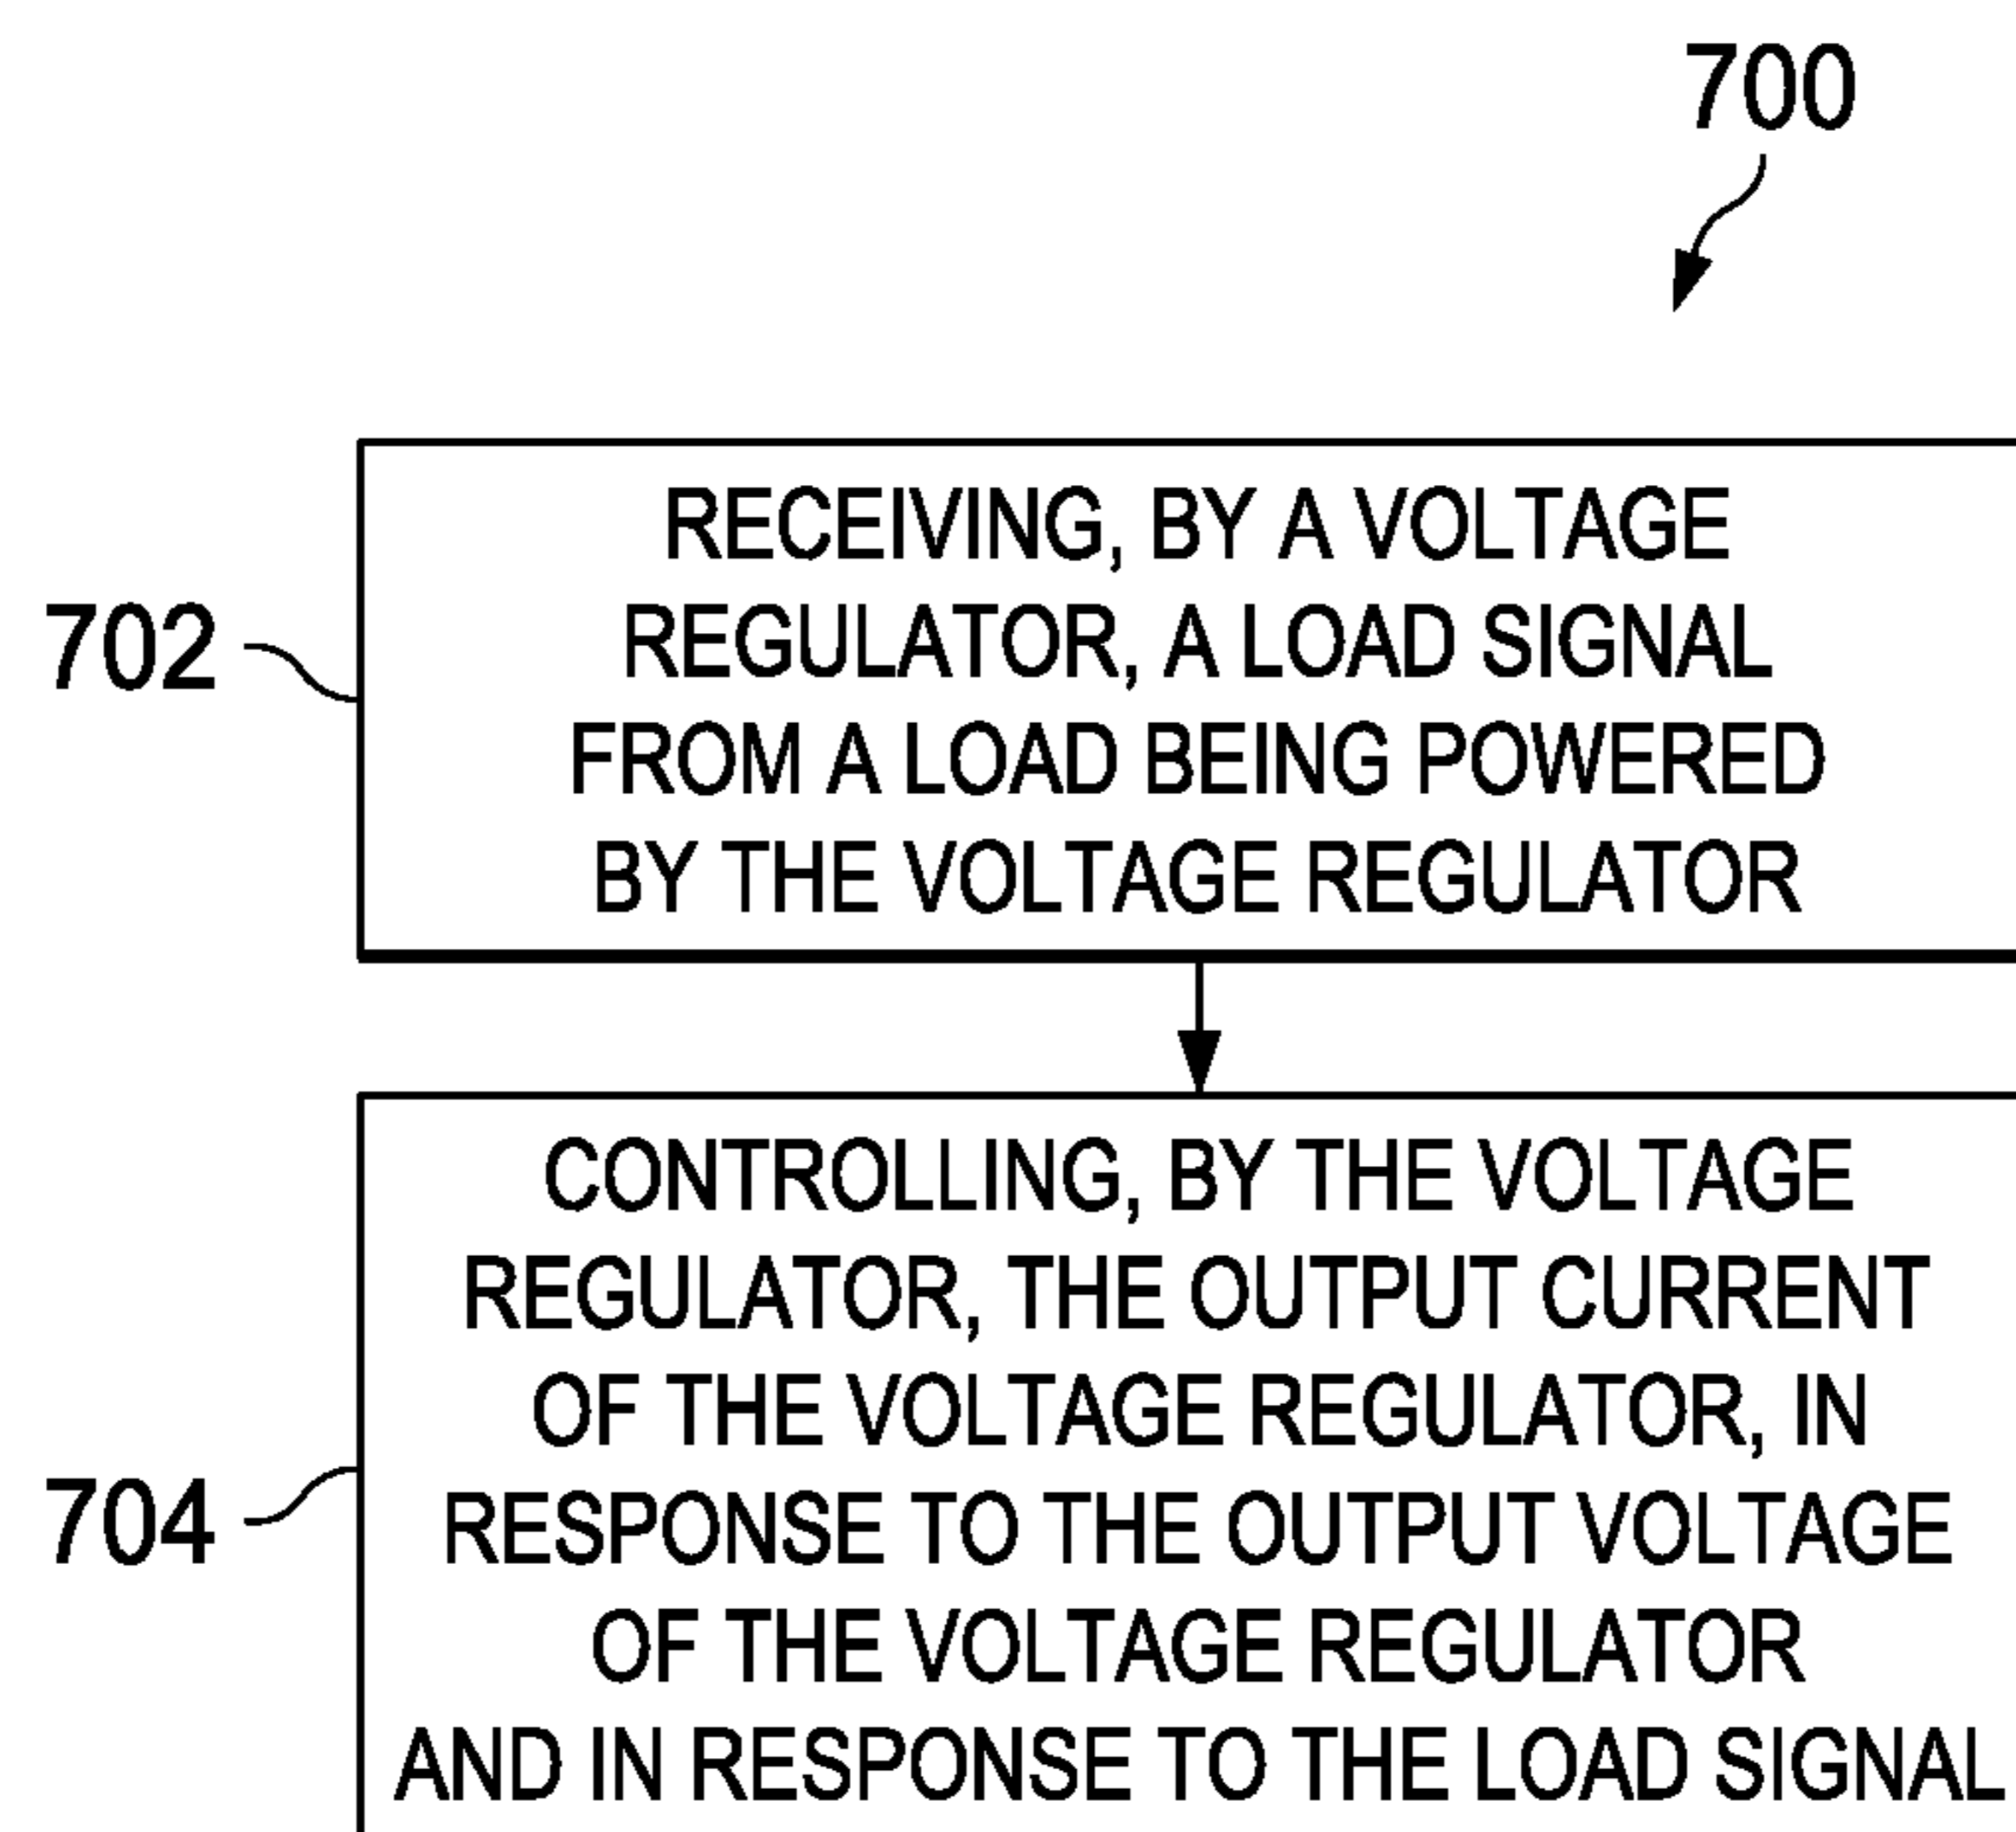 700
702
RECEIVING, BY A VOLTAGE
REGULATOR, A LOAD SIGNAL
FROM A LOAD BEING POWERED
BY THE VOLTAGE REGULATOR
704
CONTROLLING, BY THE VOLTAGE
REGULATOR, THE OUTPUT CURRENT
OF THE VOLTAGE REGULATOR, IN
RESPONSE TO THE OUTPUT VOLTAGE
OF THE VOLTAGE REGULATOR
AND IN RESPONSE TO THE LOAD SIGNAL